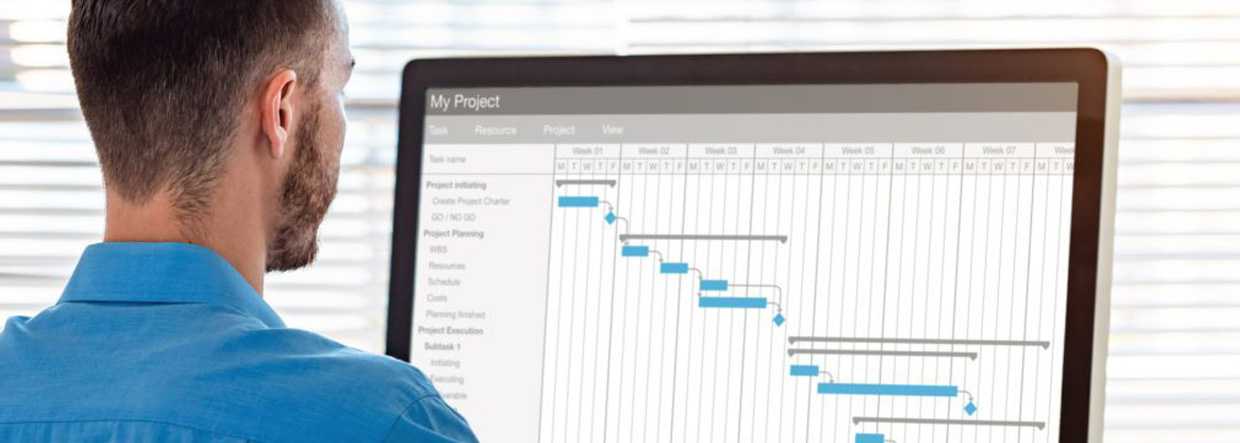 My Project
Task Resource Project View
Task name Week 01 Week 02 Week 03 Week 04 Week 05 Week 06 Week 07 Week
M T W T F M T W T F M T W T F M T W T F M T W T F M T W T F M T W T F M T W
Project initiating
Create Project Charter
GO / NO GO
Project Planning
WBS
Resources
Schedule
Costs
Planning finished
Project Execution
Subtask 1
Initiating
Executing